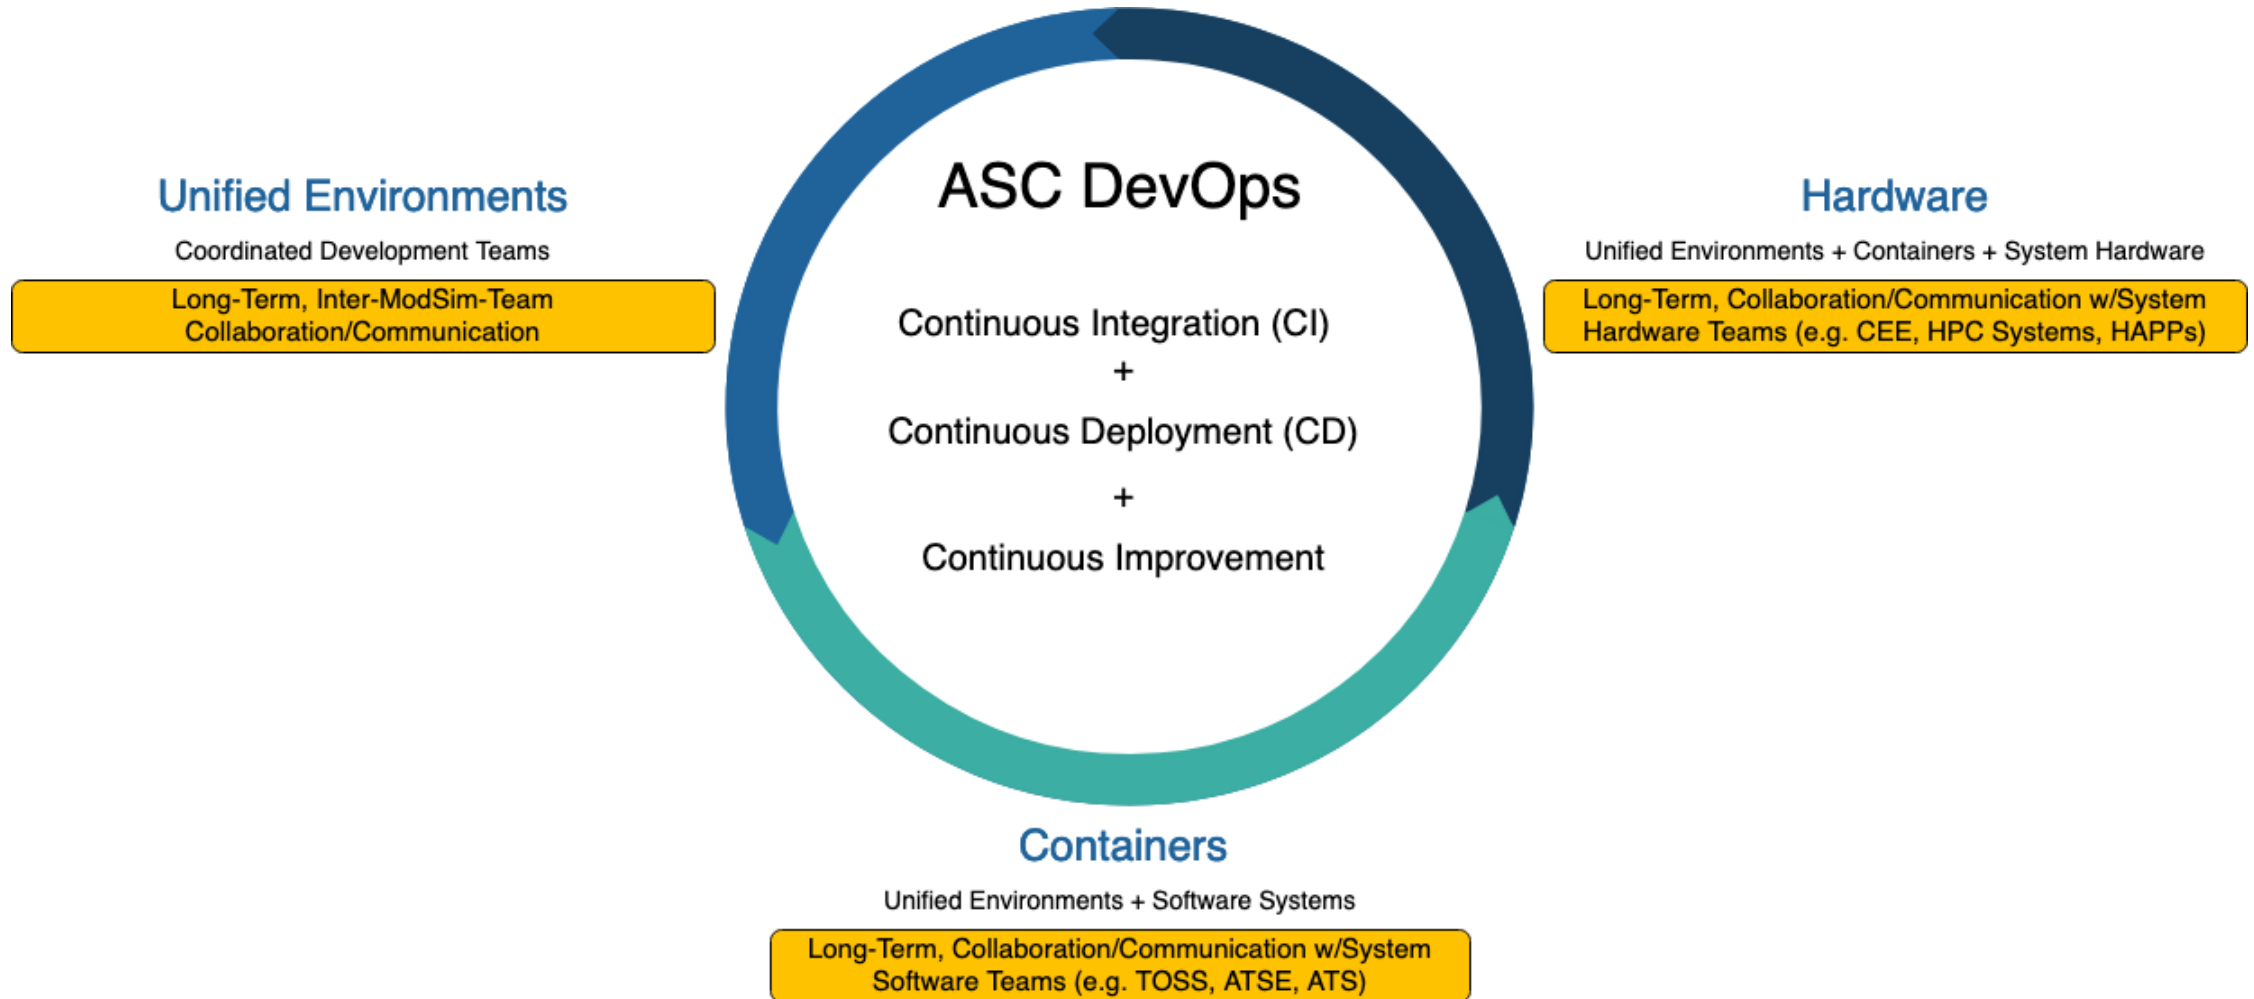 ASC DevOps
Continuous Integration (CI)
+
Continuous Deployment (CD)
+
Continuous Improvement
Unified Environments
Coordinated Development Teams
Long-Term, Inter-ModSim-Team
Collaboration/Communication
Hardware
Unified Environments + Containers + System Hardware
Long-Term, Collaboration/Communication w/System
Hardware Teams (e.g. CEE, HPC Systems, HAPPs)
Containers
Unified Environments + Software Systems
Long-Term, Collaboration/Communication w/System
Software Teams (e.g. TOSS, ATSE, ATS)